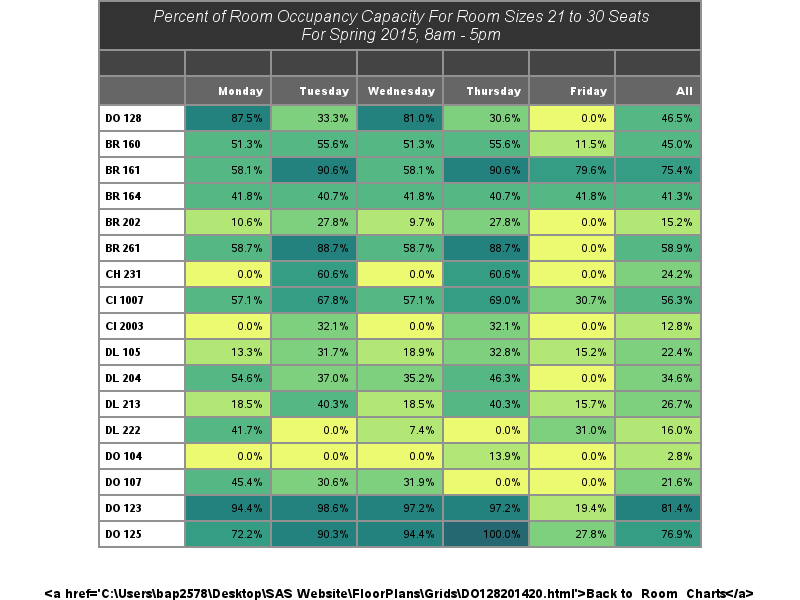 Percent of Room Occupancy Capacity For Room Sizes 21 to 30 Seats
For Spring 2015, 8am - 5pm
Monday Tuesday Wednesday Thursday Friday All
DO 128 87.5% 33.3% 81.0% 30.6% 0.0% 46.5%
BR 160 51.3% 55.6% 51.3% 55.6% 11.5% 45.0%
BR 161 58.1% 90.6% 58.1% 90.6% 79.6% 75.4%
BR 164 41.8% 40.7% 41.8% 40.7% 41.8% 41.3%
BR 202 10.6% 27.8% 9.7% 27.8% 0.0% 15.2%
BR 261 58.7% 88.7% 58.7% 88.7% 0.0% 58.9%
CH 231 0.0% 60.6% 0.0% 60.6% 0.0% 24.2%
CI 1007 57.1% 67.8% 57.1% 69.0% 30.7% 56.3%
CI 2003 0.0% 32.1% 0.0% 32.1% 0.0% 12.8%
DL 105 13.3% 31.7% 18.9% 32.8% 15.2% 22.4%
DL 204 54.6% 37.0% 35.2% 46.3% 0.0% 34.6%
DL 213 18.5% 40.3% 18.5% 40.3% 15.7% 26.7%
DL 222 41.7% 0.0% 7.4% 0.0% 31.0% 16.0%
DO 104 0.0% 0.0% 0.0% 13.9% 0.0% 2.8%
DO 107 45.4% 30.6% 31.9% 0.0% 0.0% 21.6%
DO 123 94.4% 98.6% 97.2% 97.2% 19.4% 81.4%
DO 125 72.2% 90.3% 94.4% 100.0% 27.8% 76.9%
<a href='C:\Users\bap2578\Desktop\SAS Website\FloorPlans\Grids\DO128201420.html'>Back to Room Charts</a>